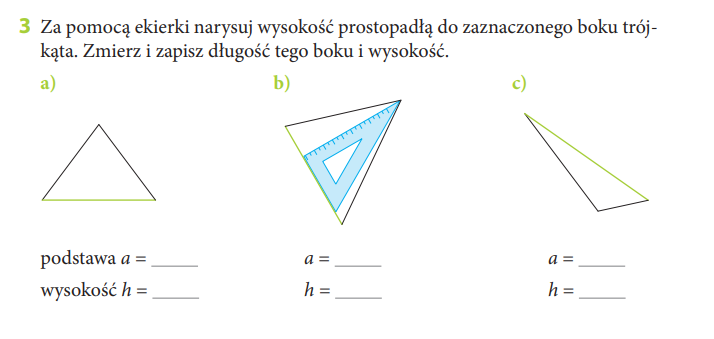 3 Za pomocą ekierki narysuj wysokość prostopadłą do zaznaczonego boku trój-
kąta. Zmierz i zapisz długość tego boku i wysokość.
a) b) c)
podstawa a = _____ a = _____ a = _____
wysokość h = _____ h = _____ h = _____